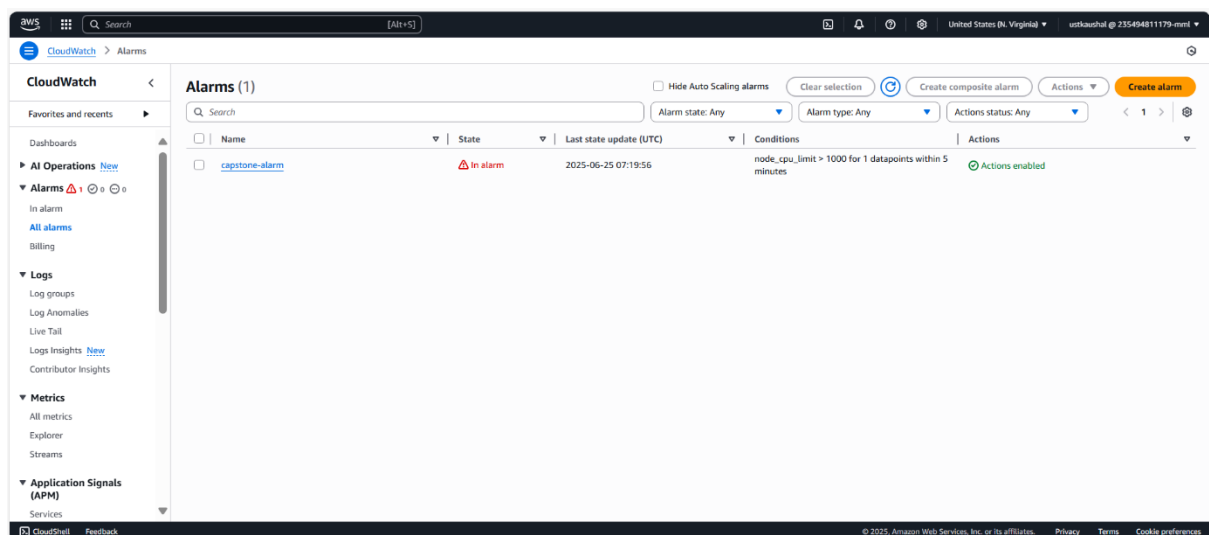 aws
Search
[Alt+S]
United States (N. Virginia)
ustkaushal @ 235494811179-mml
CloudWatch > Alarms
CloudWatch
Favorites and recents
Dashboards
AI Operations New
Alarms 1 0 0
In alarm
All alarms
Billing
Logs
Log groups
Log Anomalies
Live Tail
Logs Insights New
Contributor Insights
Metrics
All metrics
Explorer
Streams
Application Signals
(APM)
Services
Alarms (1)
Hide Auto Scaling alarms
Clear selection
Create composite alarm
Actions
Create alarm
Search
Alarm state: Any
Alarm type: Any
Actions status: Any
1
Name
State
Last state update (UTC)
Conditions
Actions
capstone-alarm
In alarm
2025-06-25 07:19:56
node_cpu_limit > 1000 for 1 datapoints within 5
minutes
Actions enabled
CloudShell
Feedback
© 2025, Amazon Web Services, Inc. or its affiliates.
Privacy
Terms
Cookie preferences